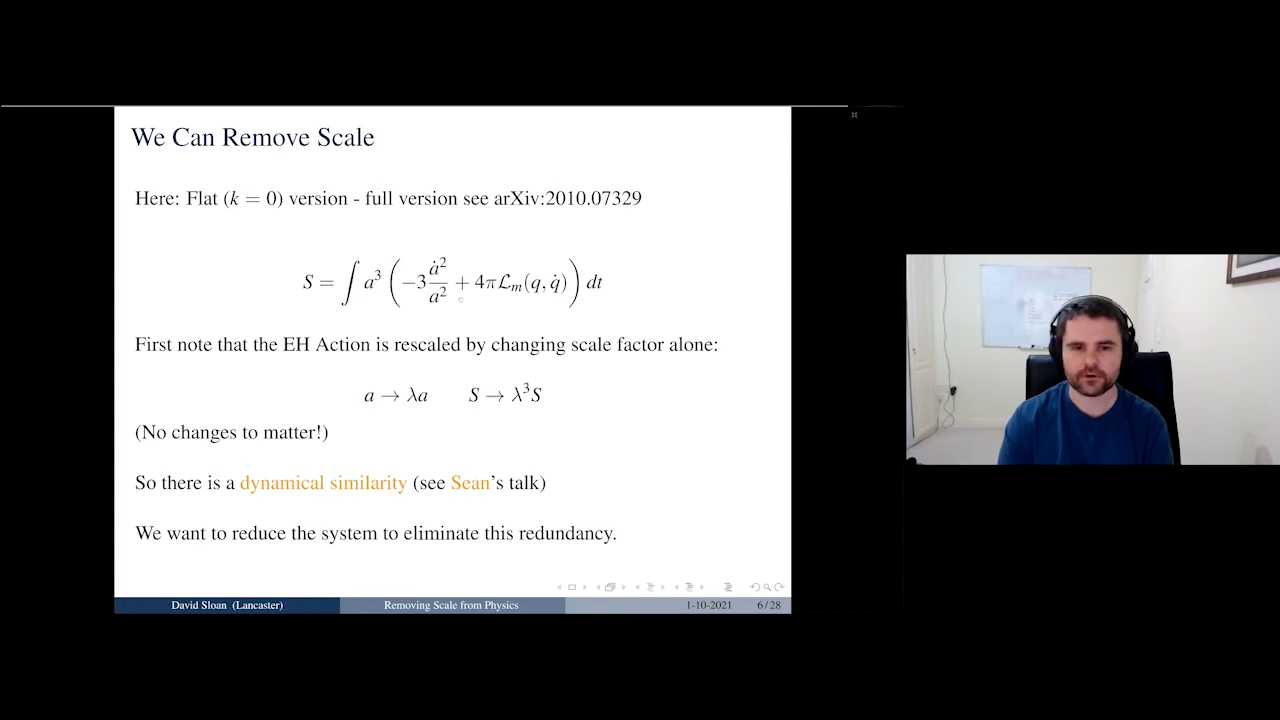 We Can Remove Scale
Here: Flat (k = 0) version - full version see arXiv:2010.07329
S = ∫ a³ (−3 ȧ²/a² + 4πℒₘ(q, q̇)) dt
First note that the EH Action is rescaled by changing scale factor alone:
a → λa S → λ³S
(No changes to matter!)
So there is a dynamical similarity (see Sean's talk)
We want to reduce the system to eliminate this redundancy.
David Sloan (Lancaster) Removing Scale from Physics 1-10-2021 6 / 28